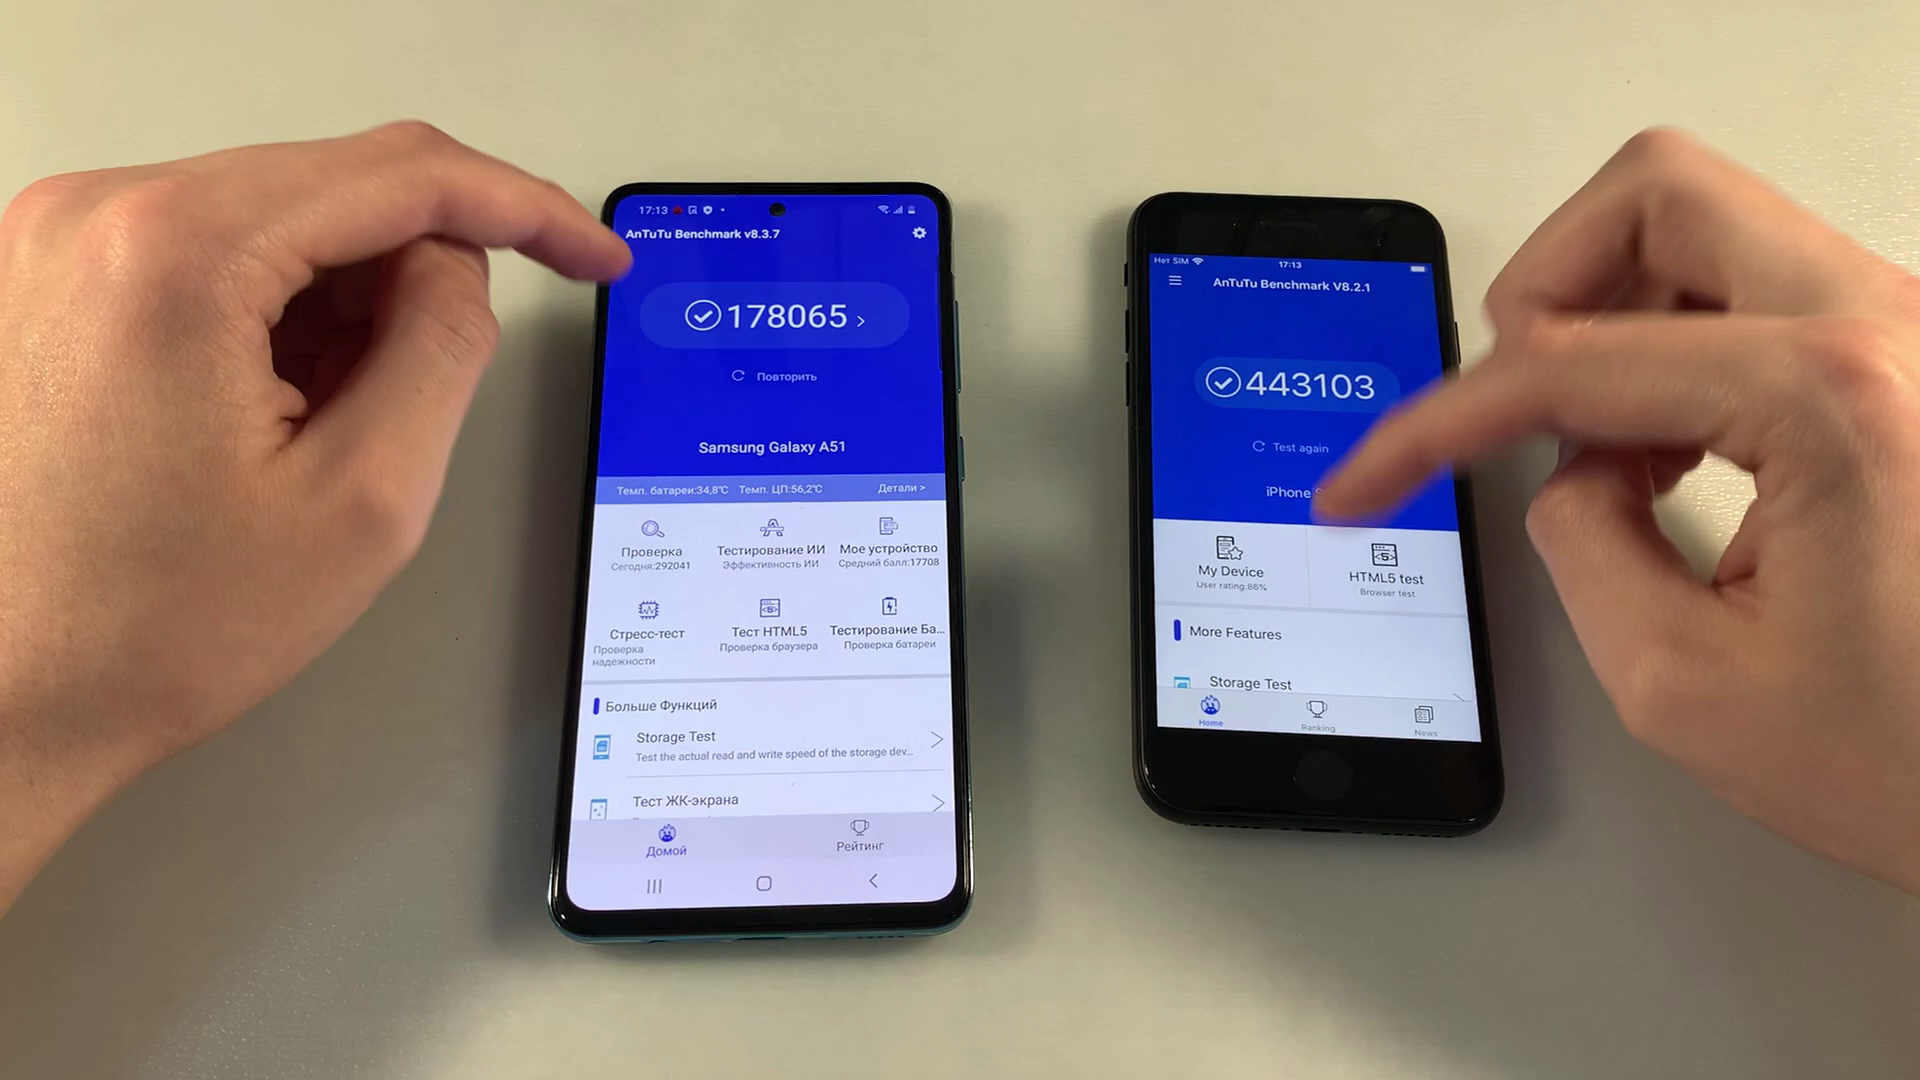 17:13
AnTuTu Benchmark v8.3.7
178065 >
Повторить
Samsung Galaxy A51
Темп. батареи:34,8℃ Темп. ЦП:56,2℃ Детали >
Проверка
Сегодня:292041
Тестирование ИИ
Эффективность ИИ
Мое устройство
Средний балл:17708
Стресс-тест
Проверка
надежности
Тест HTML5
Проверка браузера
Тестирование Ба...
Проверка батареи
Больше Функций
Storage Test
Test the actual read and write speed of the storage dev...
Тест ЖК-экрана
Домой
Рейтинг
Нет SIM 17:13
AnTuTu Benchmark V8.2.1
443103
Test again
iPhone
My Device
User rating:86%
HTML5 test
Browser test
More Features
Storage Test
Home
Ranking
News